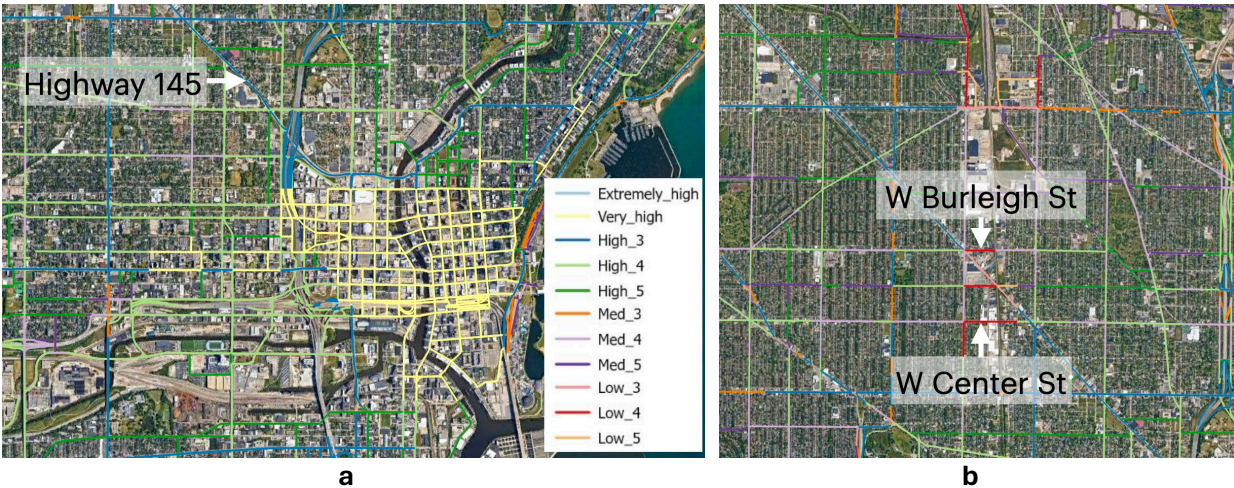 Highway 145
Extremely_high
Very_high
High_3
High_4
High_5
Med_3
Med_4
Med_5
Low_3
Low_4
Low_5
W Burleigh St
W Center St
a
b